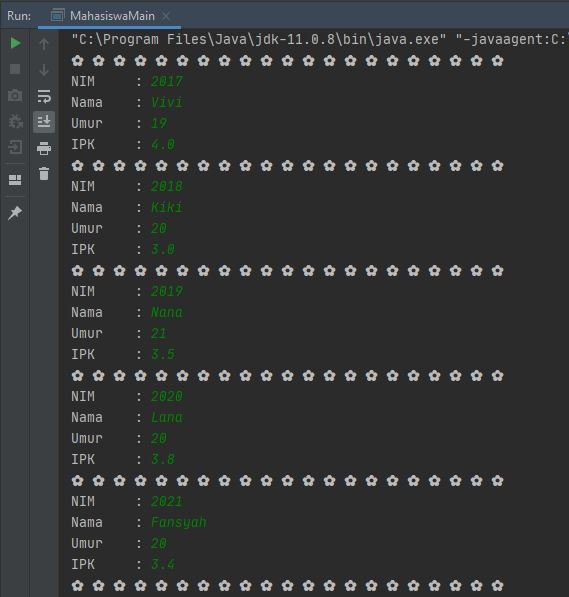 Run: MahasiswaMain
"C:\Program Files\Java\jdk-11.0.8\bin\java.exe" "-javaagent:C:\
✿ ✿ ✿ ✿ ✿ ✿ ✿ ✿ ✿ ✿ ✿ ✿ ✿ ✿ ✿ ✿ ✿ ✿ ✿ ✿ ✿
NIM : 2017
Nama : Vivi
Umur : 19
IPK : 4.0
✿ ✿ ✿ ✿ ✿ ✿ ✿ ✿ ✿ ✿ ✿ ✿ ✿ ✿ ✿ ✿ ✿ ✿ ✿ ✿ ✿
NIM : 2018
Nama : Kiki
Umur : 20
IPK : 3.0
✿ ✿ ✿ ✿ ✿ ✿ ✿ ✿ ✿ ✿ ✿ ✿ ✿ ✿ ✿ ✿ ✿ ✿ ✿ ✿ ✿
NIM : 2019
Nama : Nana
Umur : 21
IPK : 3.5
✿ ✿ ✿ ✿ ✿ ✿ ✿ ✿ ✿ ✿ ✿ ✿ ✿ ✿ ✿ ✿ ✿ ✿ ✿ ✿ ✿
NIM : 2020
Nama : Lana
Umur : 20
IPK : 3.8
✿ ✿ ✿ ✿ ✿ ✿ ✿ ✿ ✿ ✿ ✿ ✿ ✿ ✿ ✿ ✿ ✿ ✿ ✿ ✿ ✿
NIM : 2021
Nama : Fansyah
Umur : 20
IPK : 3.4
✿ ✿ ✿ ✿ ✿ ✿ ✿ ✿ ✿ ✿ ✿ ✿ ✿ ✿ ✿ ✿ ✿ ✿ ✿ ✿ ✿